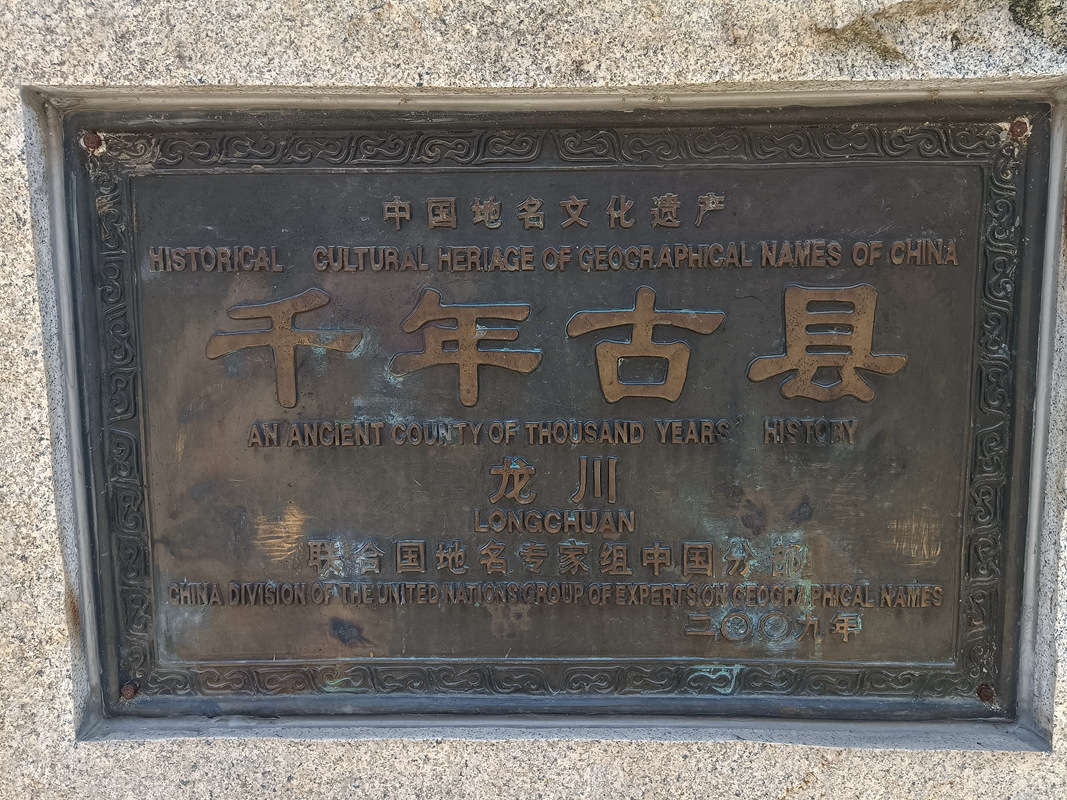 中国地名文化遗产
HISTORICAL CULTURAL HERIAGE OF GEOGRAPHICAL NAMES OF CHINA
千年古县
AN ANCIENT COUNTY OF THOUSAND YEARS' HISTORY
龙川
LONGCHUAN
联合国地名专家组中国分部
CHINA DIVISION OF THE UNITED NATIONS GROUP OF EXPERTS ON GEOGRAPHICAL NAMES
二〇〇九年